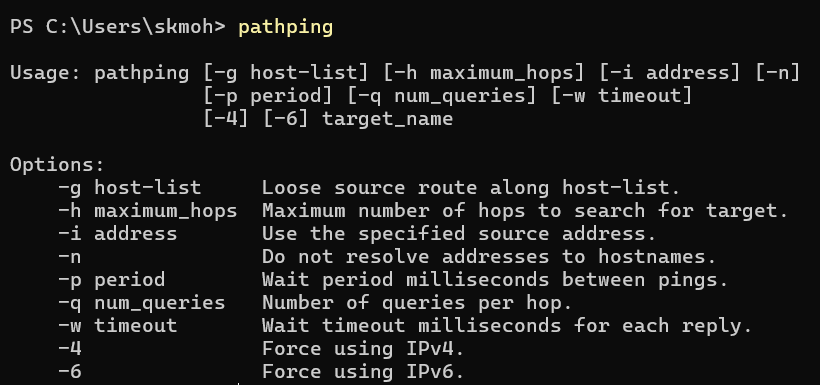 PS C:\Users\skmoh> pathping
Usage: pathping [-g host-list] [-h maximum_hops] [-i address] [-n]
                [-p period] [-q num_queries] [-w timeout]
                [-4] [-6] target_name
Options:
    -g host-list     Loose source route along host-list.
    -h maximum_hops  Maximum number of hops to search for target.
    -i address       Use the specified source address.
    -n               Do not resolve addresses to hostnames.
    -p period        Wait period milliseconds between pings.
    -q num_queries   Number of queries per hop.
    -w timeout       Wait timeout milliseconds for each reply.
    -4               Force using IPv4.
    -6               Force using IPv6.